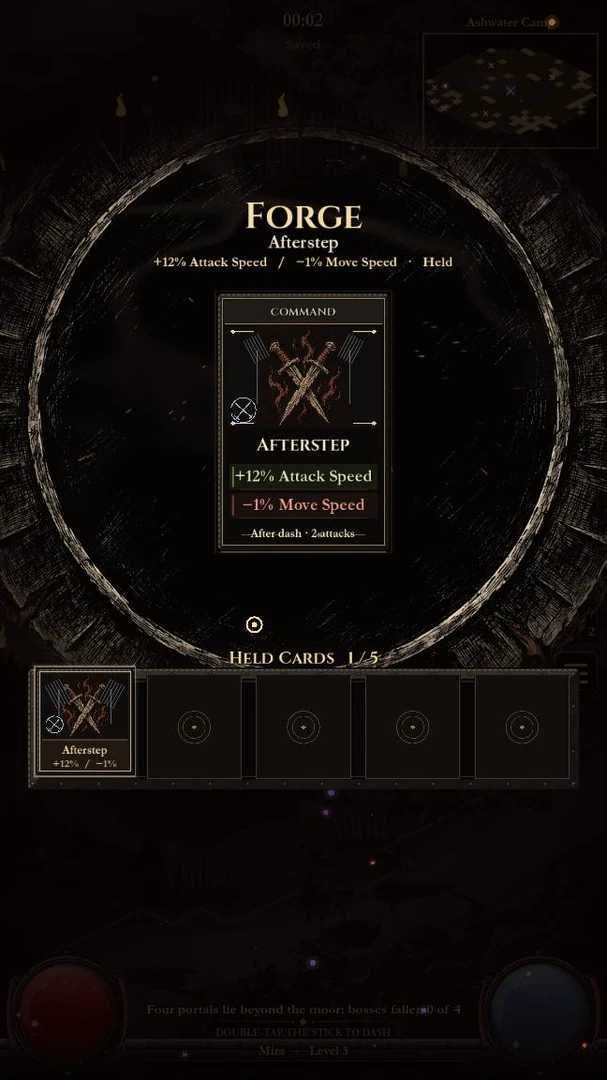 00:02
Saved
Ashwater Camp
FORGE
Afterstep
+12% Attack Speed / −1% Move Speed · Held
COMMAND
AFTERSTEP
+12% Attack Speed
−1% Move Speed
After dash · 2 attacks
2
HELD CARDS 1/5
Afterstep
+12% / −1%
Four portals lie beyond the moor: bosses fallen 0 of 4
DOUBLE-TAP THE STICK TO DASH
Mira - Level 3